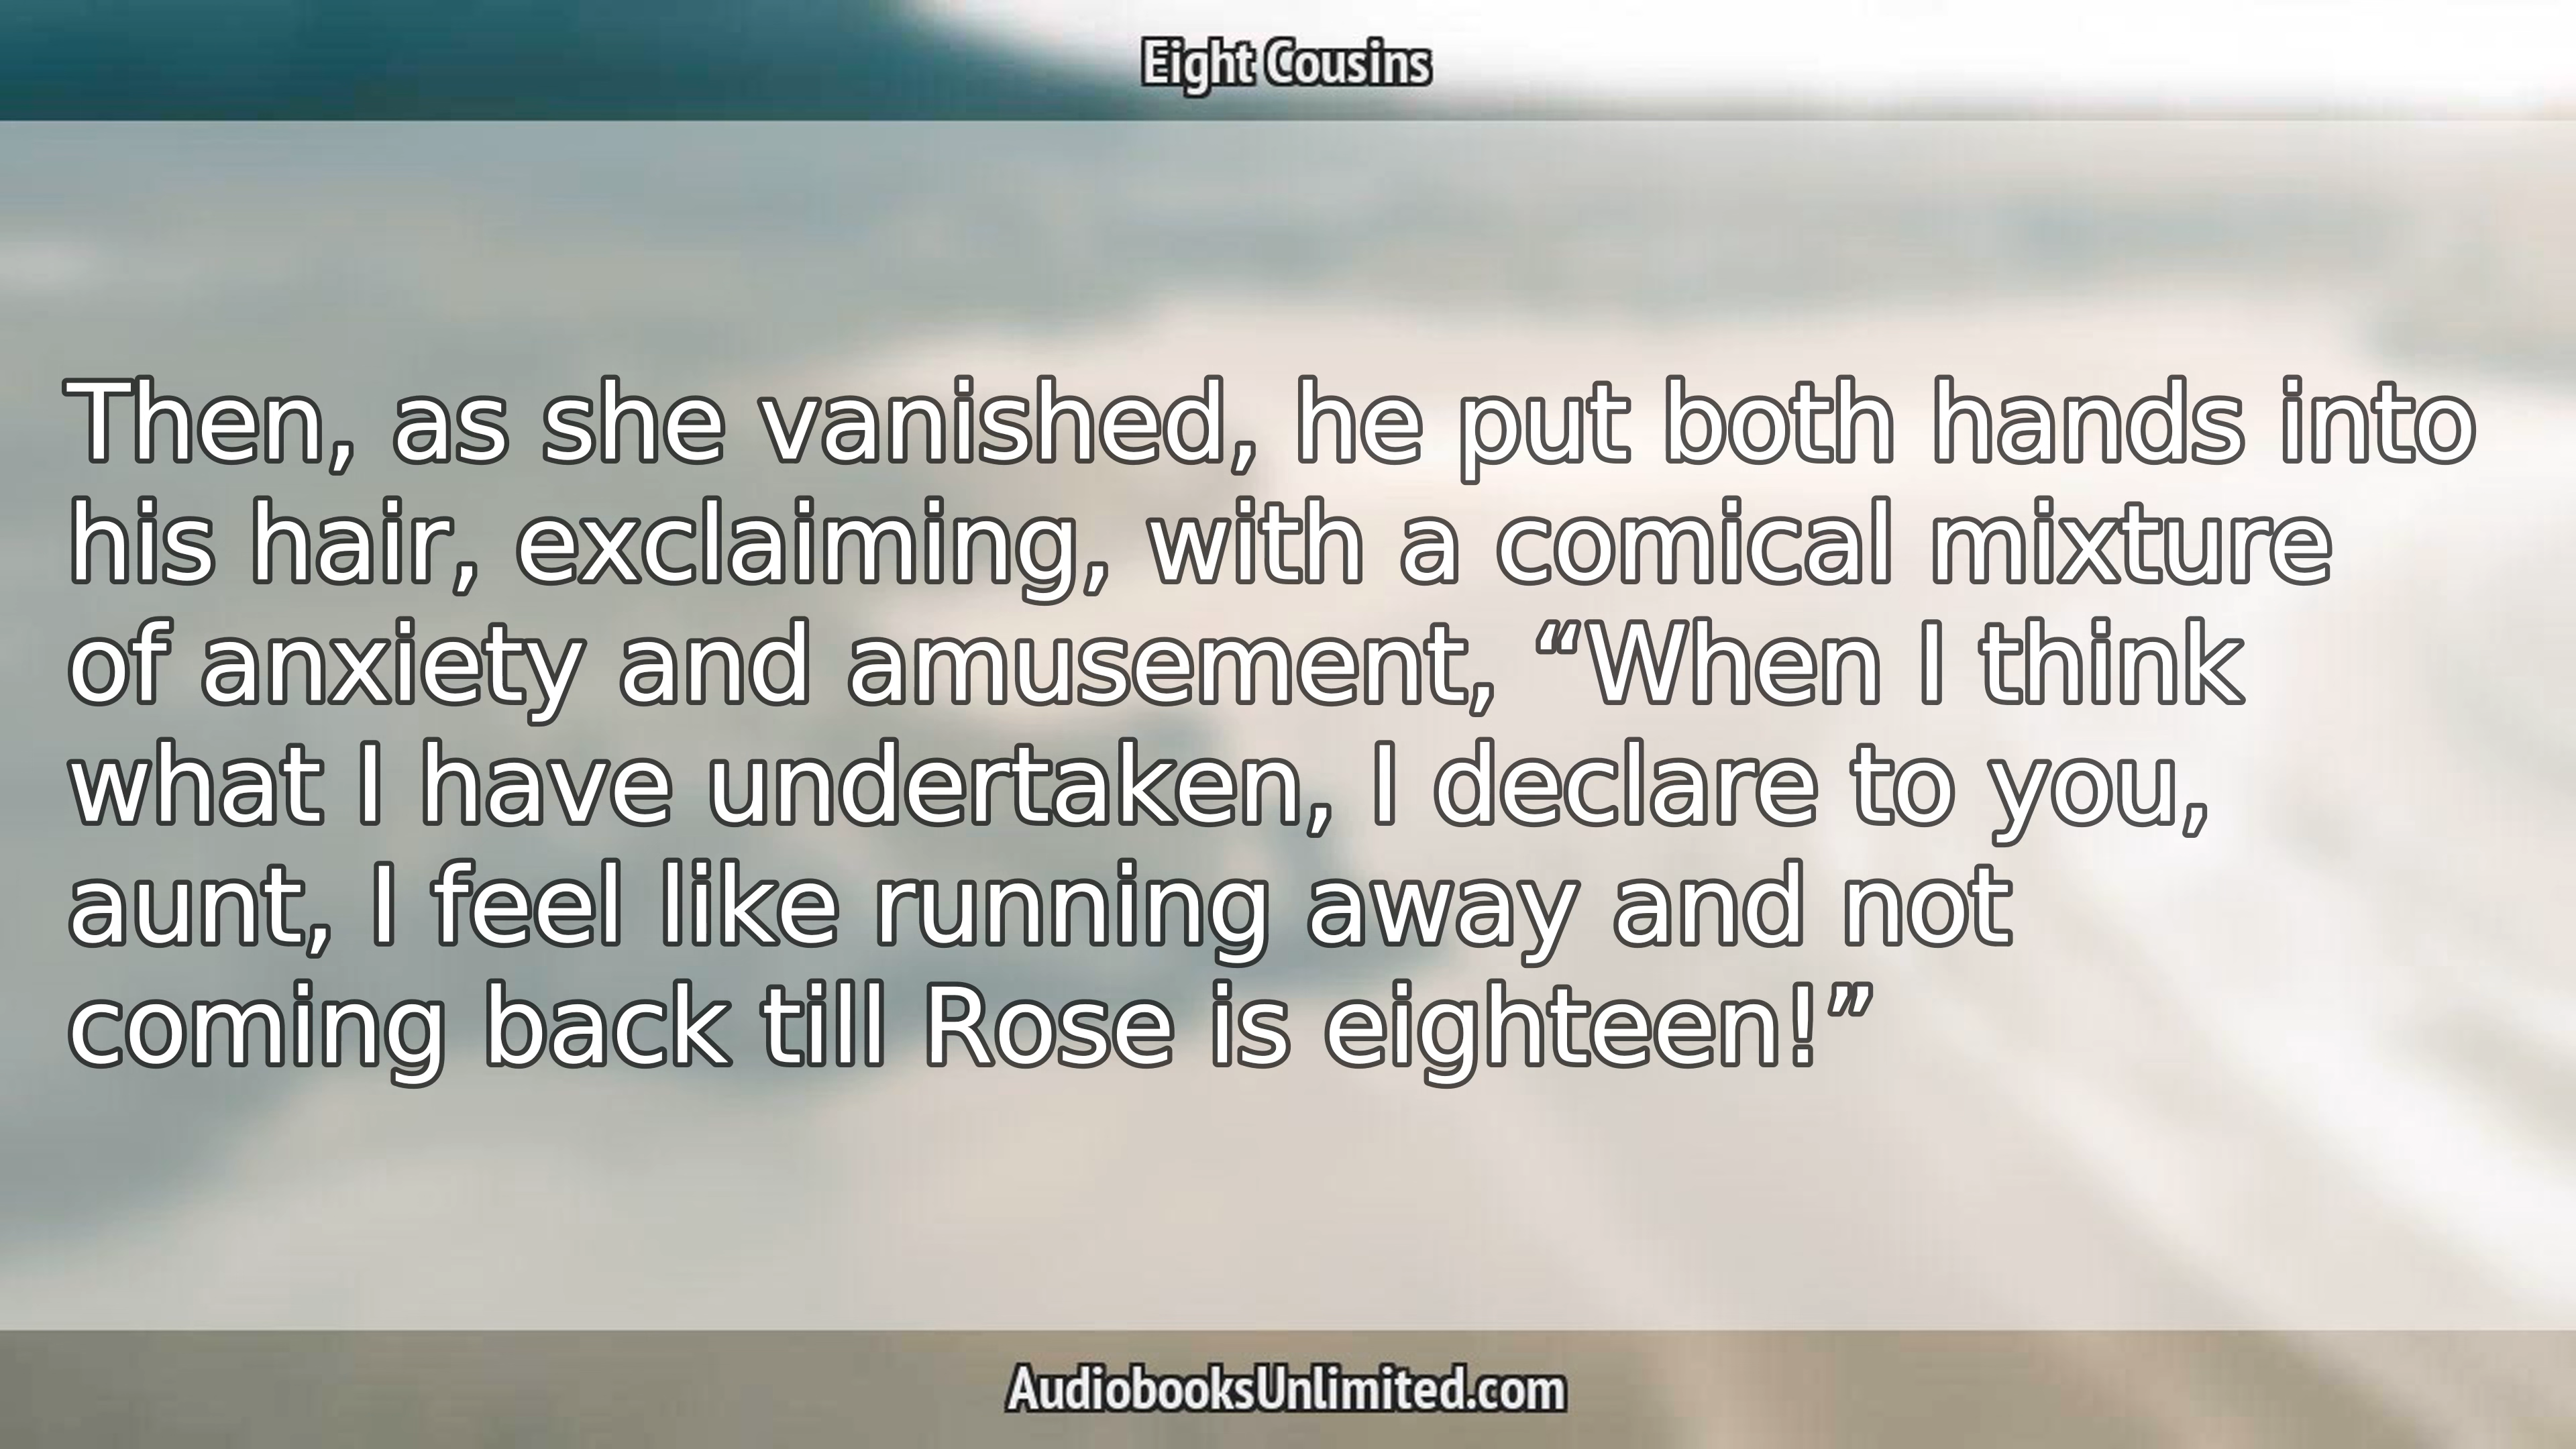 Eight Cousins
Then, as she vanished, he put both hands into
his hair, exclaiming, with a comical mixture
of anxiety and amusement, “When I think
what I have undertaken, I declare to you,
aunt, I feel like running away and not
coming back till Rose is eighteen!”
AudiobooksUnlimited.com